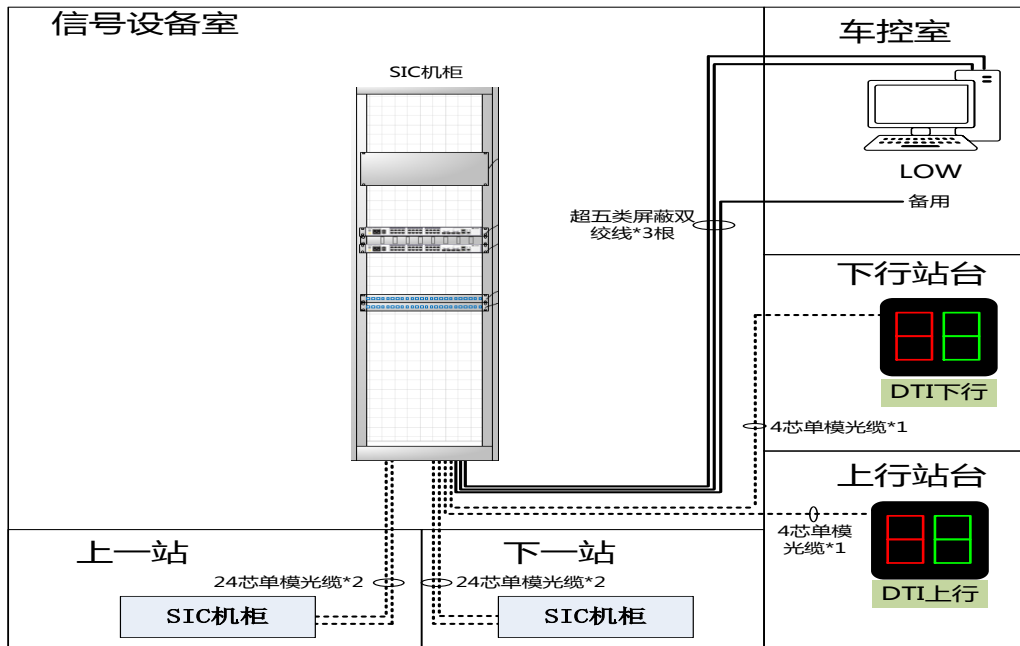 信号设备室
车控室
SIC机柜
LOW
备用
超五类屏蔽双
绞线*3根
下行站台
DTI下行
4芯单模光缆*1
上行站台
4芯单模
光缆*1
DTI上行
上一站
下一站
24芯单模光缆*2
24芯单模光缆*2
SIC机柜
SIC机柜